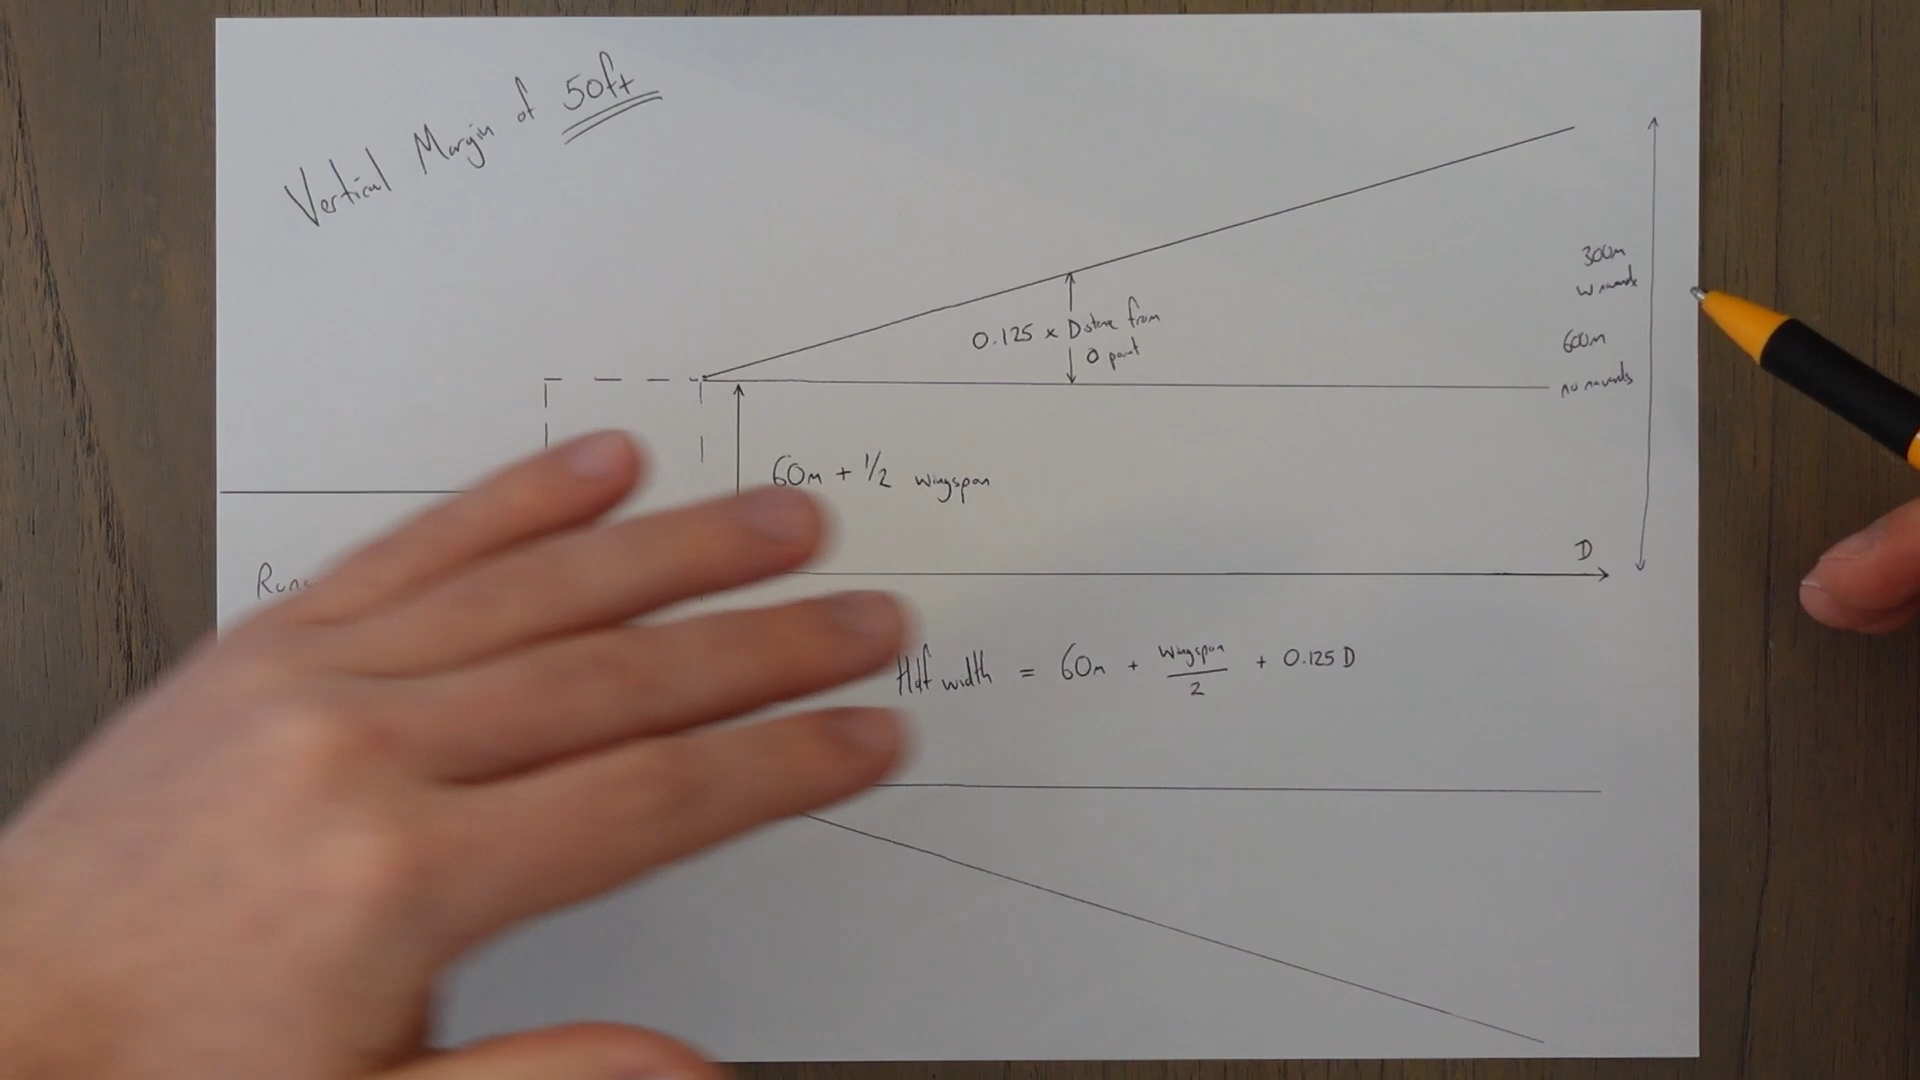 Vertical Margin of 50ft
300m
w navaids
0.125 x Distance from
0 point
600m
no navaids
60m + 1/2 wingspan
D
Half width = 60m + wingspan/2 + 0.125 D